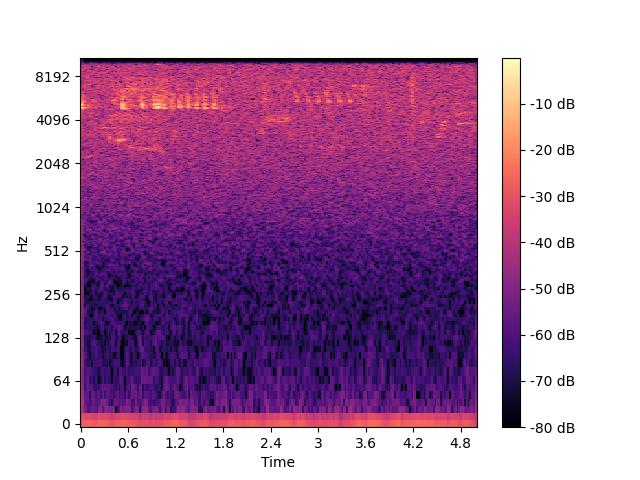 8192
4096
2048
1024
512
256
128
64
0
Hz
0 0.6 1.2 1.8 2.4 3 3.6 4.2 4.8
Time
-10 dB
-20 dB
-30 dB
-40 dB
-50 dB
-60 dB
-70 dB
-80 dB